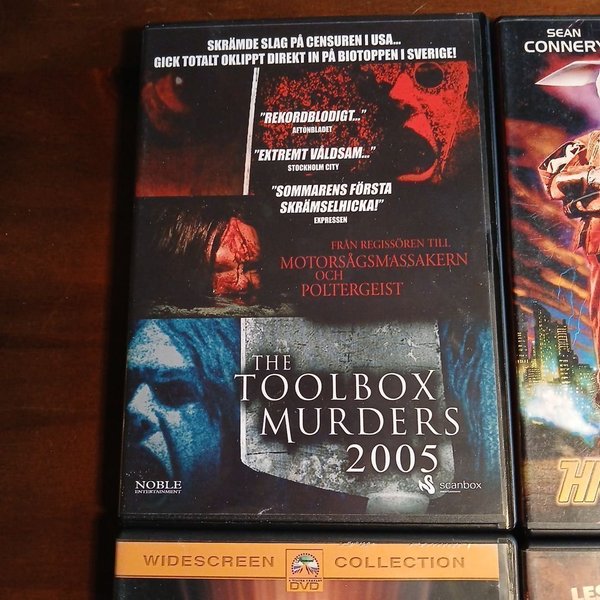 SKRÄMDE SLAG PÅ CENSUREN I USA...
GICK TOTALT OKLIPPT DIREKT IN PÅ BIOTOPPEN I SVERIGE!
"REKORDBLODIGT..."
AFTONBLADET
"EXTREMT VÅLDSAM..."
STOCKHOLM CITY
"SOMMARENS FÖRSTA
SKRÄMSELHICKA!"
EXPRESSEN
FRÅN REGISSÖREN TILL
MOTORSÅGSMASSAKERN
OCH
POLTERGEIST
THE
TOOLBOX
MURDERS
2005
NOBLE
ENTERTAINMENT
scanbox
SEAN
CONNERY
WIDESCREEN COLLECTION
DVD
LES